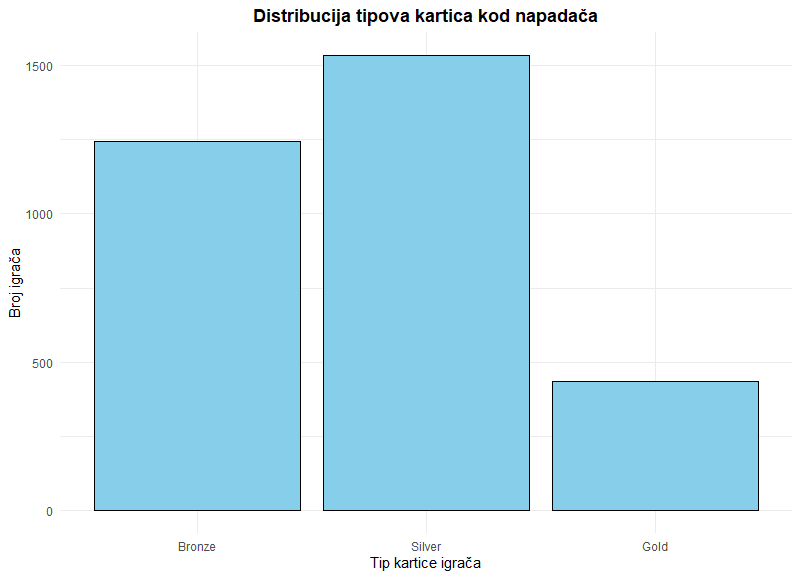 Distribucija tipova kartica kod napadača
1500
1000
500
0
Broj igrača
Bronze
Silver
Gold
Tip kartice igrača